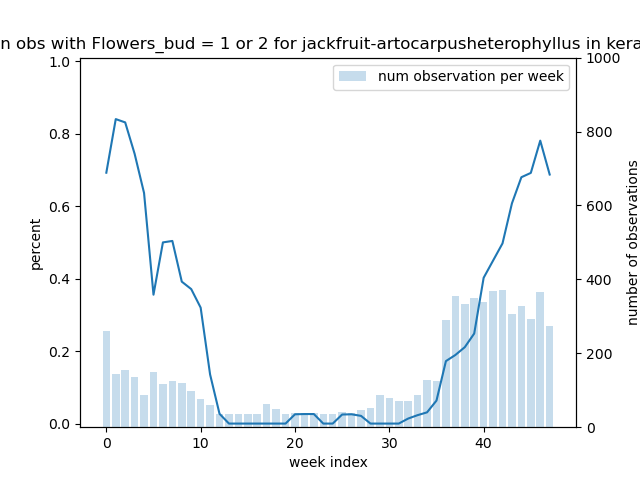 n obs with Flowers_bud = 1 or 2 for jackfruit-artocarpusheterophyllus in kera
num observation per week
percent
1.0
0.8
0.6
0.4
0.2
0.0
1000
800
600
400
200
0
number of observations
0 10 20 30 40
week index